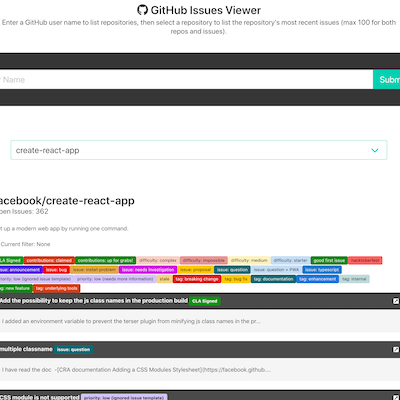 GitHub Issues Viewer
Enter a GitHub user name to list repositories, then select a repository to list the repository's most recent issues (max 100 for both
repos and issues).
Name
Subm
create-react-app
acebook/create-react-app
pen Issues: 362
t up a modern web app by running one command.
Current filter: None
CLA Signed contributions: claimed contributions: up for grabs! difficulty: complex difficulty: impossible difficulty: medium difficulty: starter good first issue hacktoberfest
issue: announcement issue: bug issue: install problem issue: needs investigation issue: proposal issue: question issue: question + PWA issue: typescript
priority: low (ignored issue template) priority: low (needs more information) scale tag: breaking change tag: bug fix tag: documentation tag: enhancement tag: internal
tag: new feature tag: underlying tools
Add the possibility to keep the js class names in the production build CLA Signed
I added an environment variable to prevent the terser plugin from minifying js class names in the pr...
multiple classname issue: question
I have read the doc -[CRA documentation Adding a CSS Modules Stylesheet](https://facebook.github....
CSS module is not supported priority: low (ignored issue template)